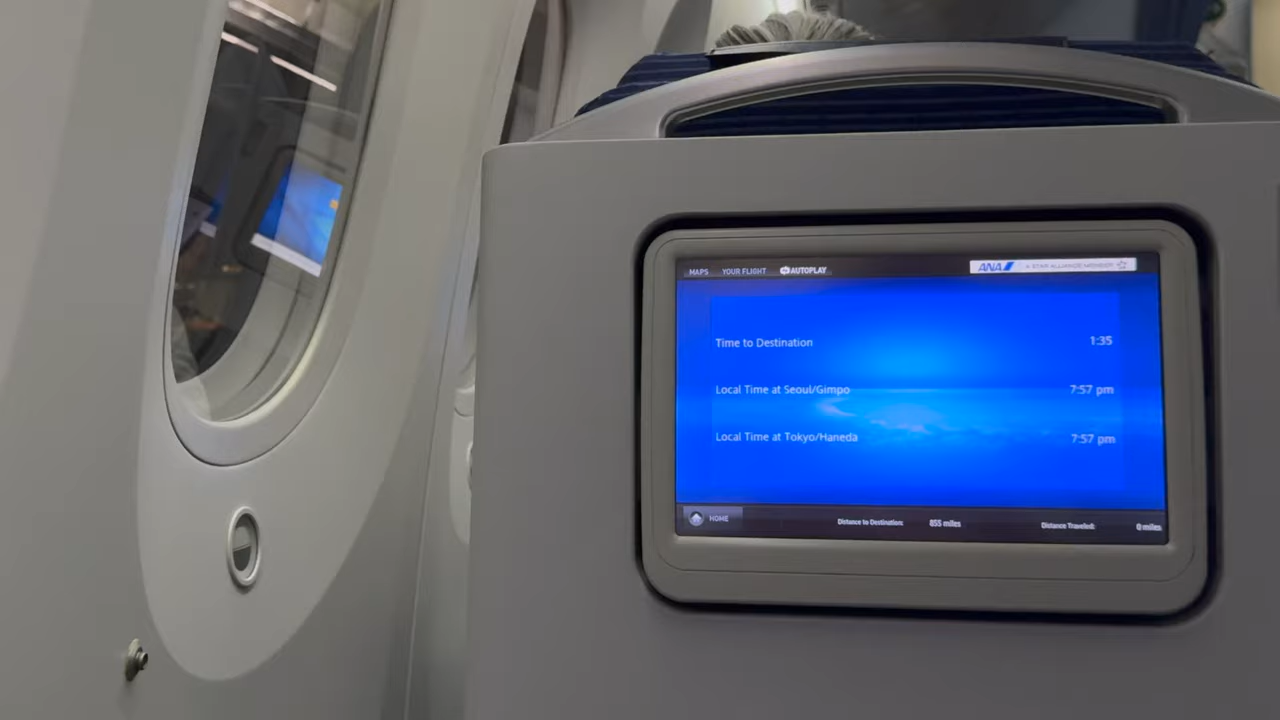 MAPS YOUR FLIGHT AUTOPLAY ANA A STAR ALLIANCE MEMBER
Time to Destination 1:35
Local Time at Seoul/Gimpo 7:57 pm
Local Time at Tokyo/Haneda 7:57 pm
HOME Distance to Destination: 855 miles Distance Traveled: 0 miles